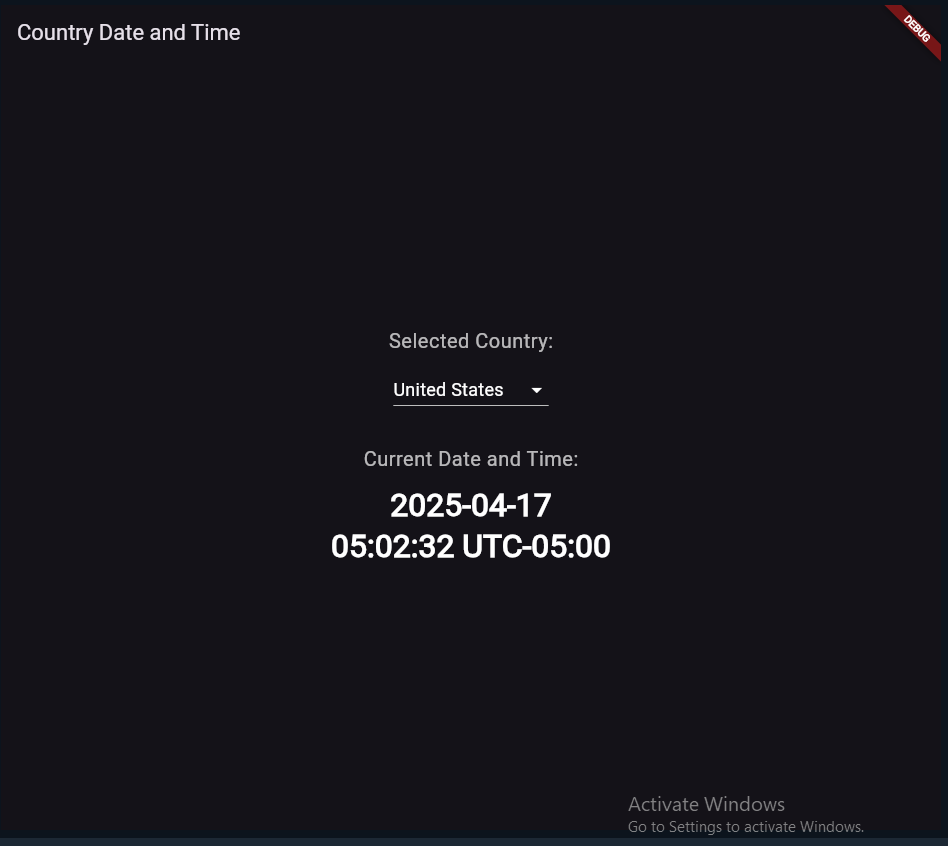 Country Date and Time
DEBUG
Selected Country:
United States
Current Date and Time:
2025-04-17
05:02:32 UTC-05:00
Activate Windows
Go to Settings to activate Windows.